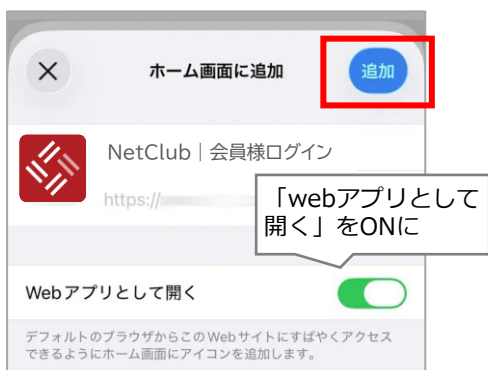 ホーム画面に追加
追加
NetClub｜会員様ログイン
https://
「webアプリとして
開く」をONに
Webアプリとして開く
デフォルトのブラウザからこのWebサイトにすばやくアクセス
できるようにホーム画面にアイコンを追加します。